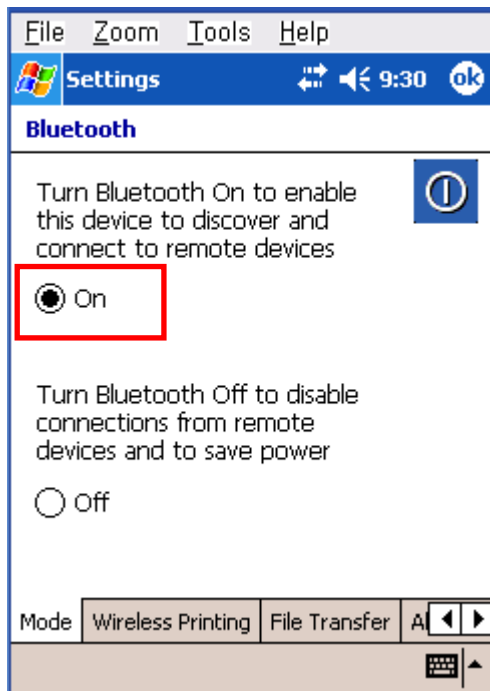 File Zoom Tools Help
Settings 9:30 ok
Bluetooth
Turn Bluetooth On to enable
this device to discover and
connect to remote devices
On
Turn Bluetooth Off to disable
connections from remote
devices and to save power
Off
Mode Wireless Printing File Transfer